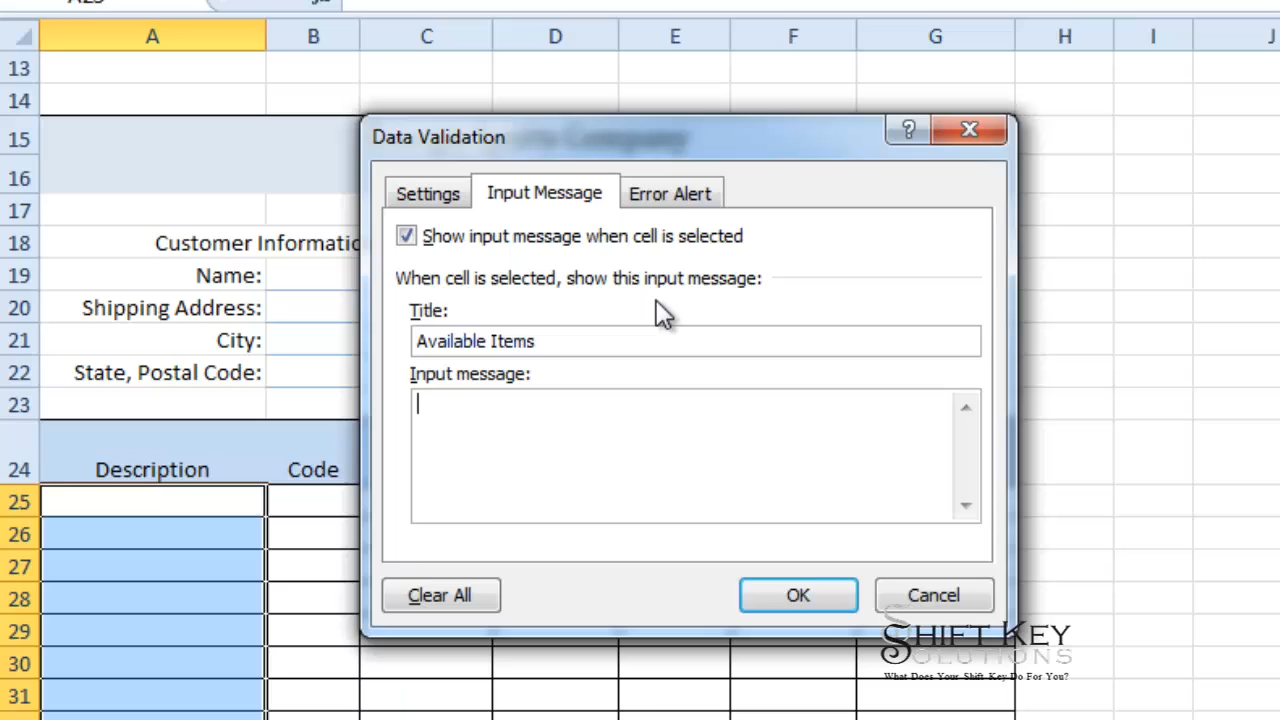 A B C D E F G H I J
13
14
15
16
17
18 Customer Informatio
19 Name:
20 Shipping Address:
21 City:
22 State, Postal Code:
23
24 Description Code
25
26
27
28
29
30
31
Data Validation
Company
Settings Input Message Error Alert
Show input message when cell is selected
When cell is selected, show this input message:
Title:
Available Items
Input message:
Clear All OK Cancel
SHIFT KEY
SOLUTIONS
What Does Your Shift Key Do For You?